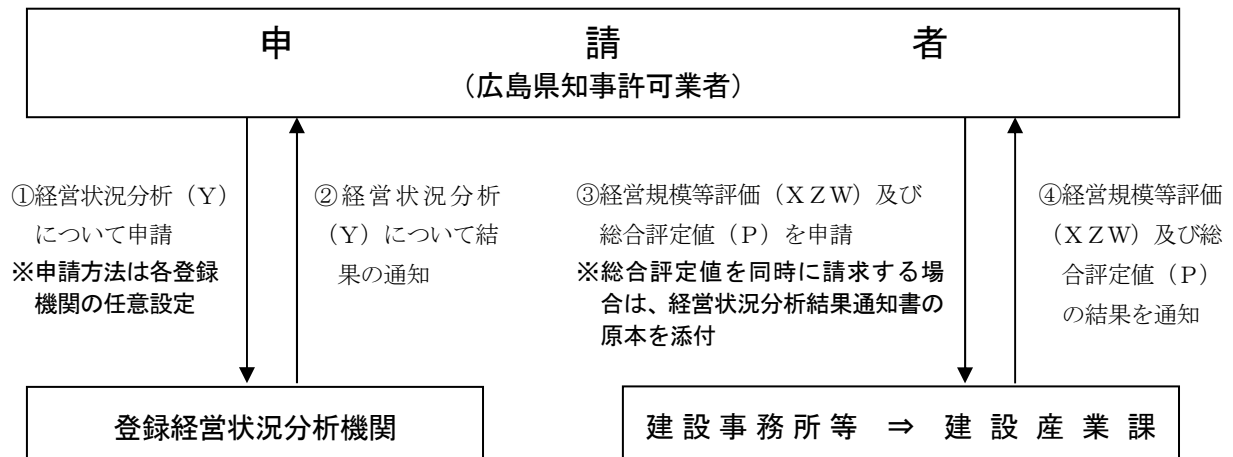 申請者
（広島県知事許可業者）
①経営状況分析（Y）
について申請
※申請方法は各登録
機関の任意設定
②経営状況分析
（Y）について結
果の通知
③経営規模等評価（XZW）及び
総合評定値（P）を申請
※総合評定値を同時に請求する場
合は、経営状況分析結果通知書の
原本を添付
④経営規模等評価
（XZW）及び総
合評定値（P）
の結果を通知
登録経営状況分析機関
建設事務所等 ⇒ 建設産業課